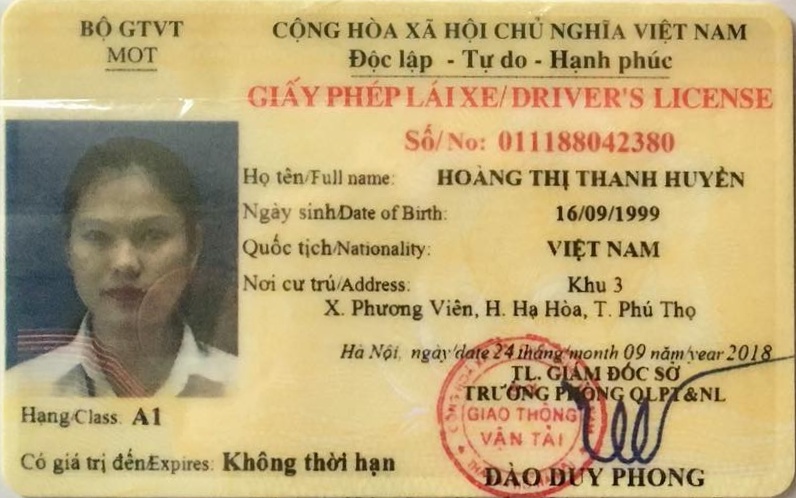 BỘ GTVT
MOT
CỘNG HÒA XÃ HỘI CHỦ NGHĨA VIỆT NAM
Độc lập - Tự do - Hạnh phúc
GIẤY PHÉP LÁI XE/DRIVER'S LICENSE
Số/No: 011188042380
Họ tên/Full name: HOÀNG THỊ THANH HUYỀN
Ngày sinh/Date of Birth: 16/09/1999
Quốc tịch/Nationality: VIỆT NAM
Nơi cư trú/Address: Khu 3
X. Phương Viên, H. Hạ Hòa, T. Phú Thọ
Hà Nội, ngày/date 24 tháng/month 09 năm/year 2018
TL. GIÁM ĐỐC SỞ
TRƯỞNG PHÒNG QLPT&NL
GIAO THÔNG
VẬN TẢI
Hạng/Class: A1
Có giá trị đến/Expires: Không thời hạn
ĐÀO DUY PHONG